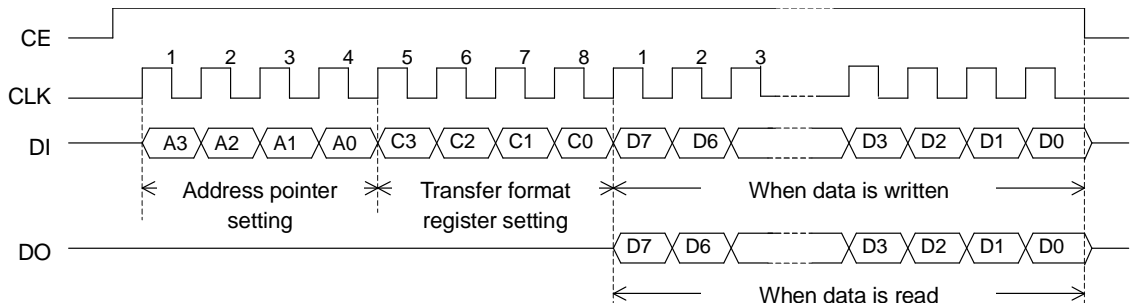 CE
1 2 3 4 5 6 7 8 1 2 3
CLK
DI A3 A2 A1 A0 C3 C2 C1 C0 D7 D6 D3 D2 D1 D0
Address pointer setting
Transfer format register setting
When data is written
DO D7 D6 D3 D2 D1 D0
When data is read